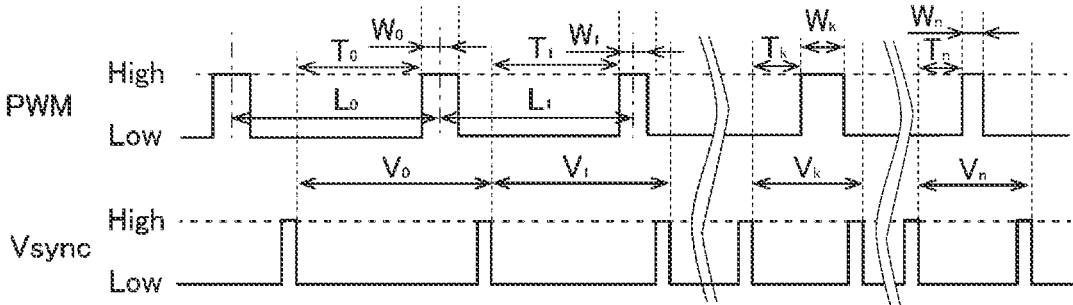 W₀ W₁ Wₖ Wₙ
T₀ T₁ Tₖ Tₙ
High
PWM
L₀ L₁
Low
V₀ V₁ Vₖ Vₙ
High
Vsync
Low